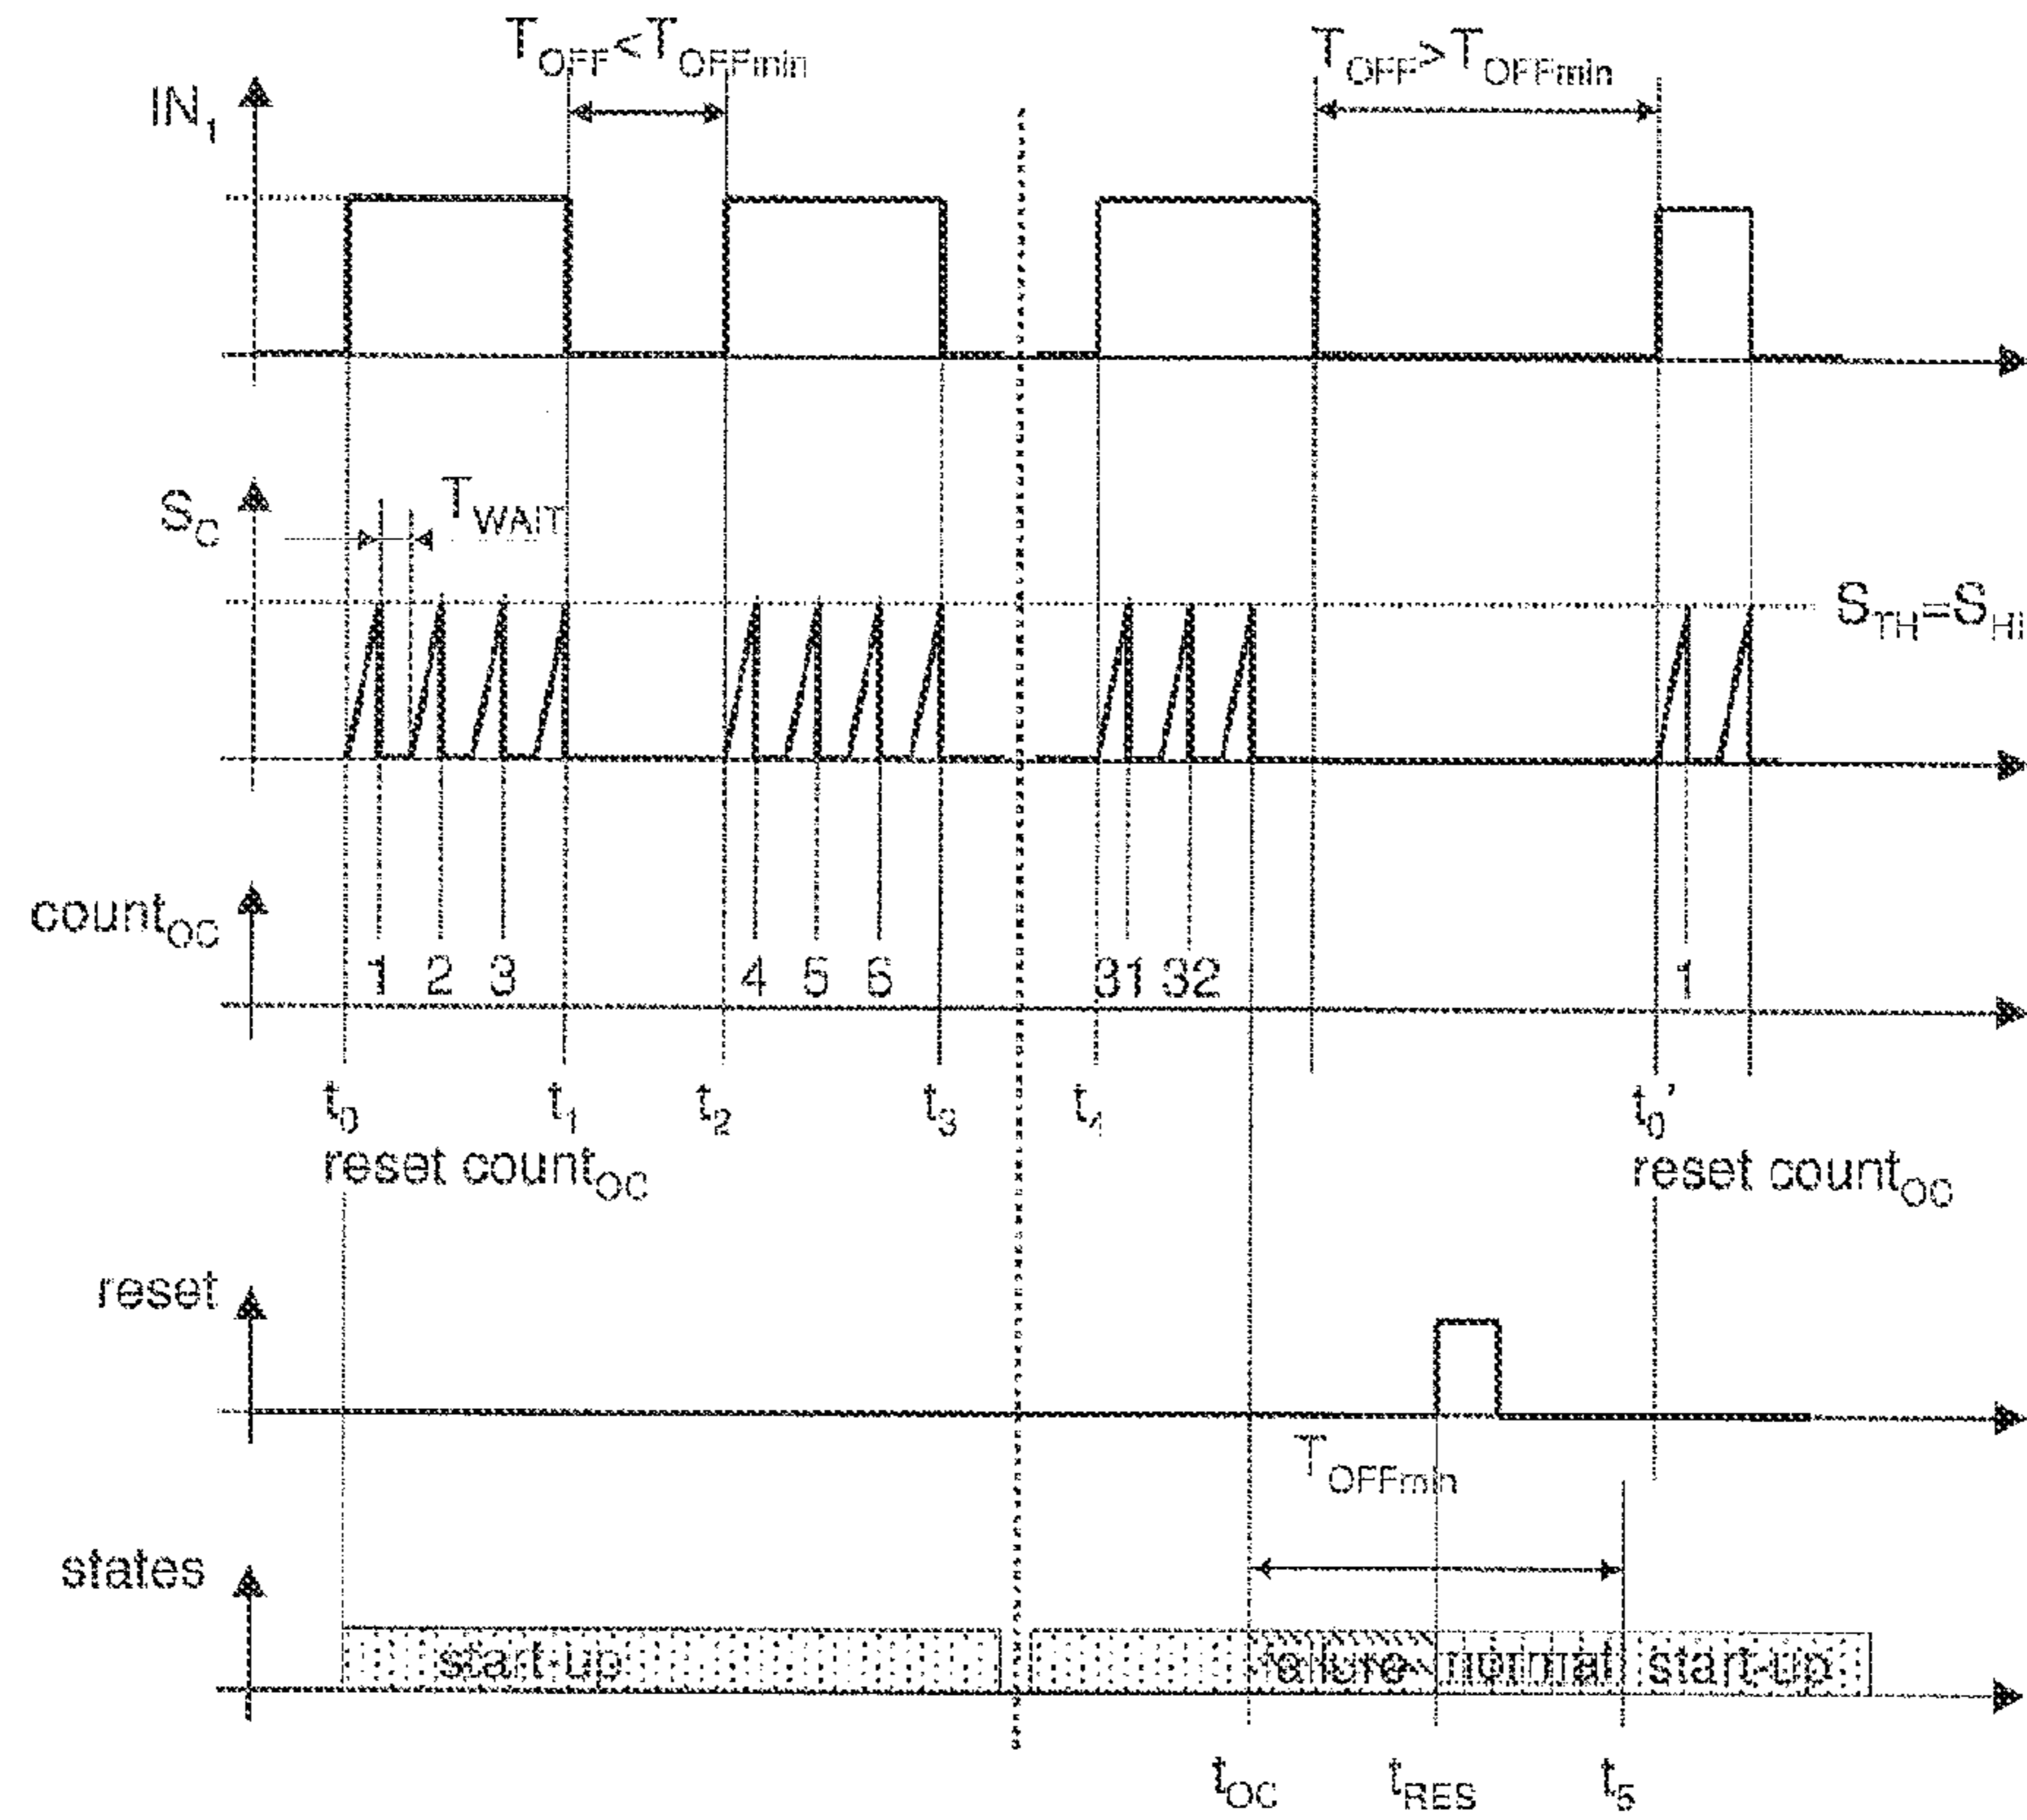 T_OFF<T_OFFmin
T_OFF>T_OFFmin
IN_1
S_C
T_WAIT
S_TH=S_HI
count_OC
1 2 3 4 5 6 31 32 1
t_0 t_1 t_2 t_3 t_4 t_0'
reset count_OC
reset count_OC
reset
T_OFFmin
states
start-up failure normal start-up
t_OC t_RES t_5